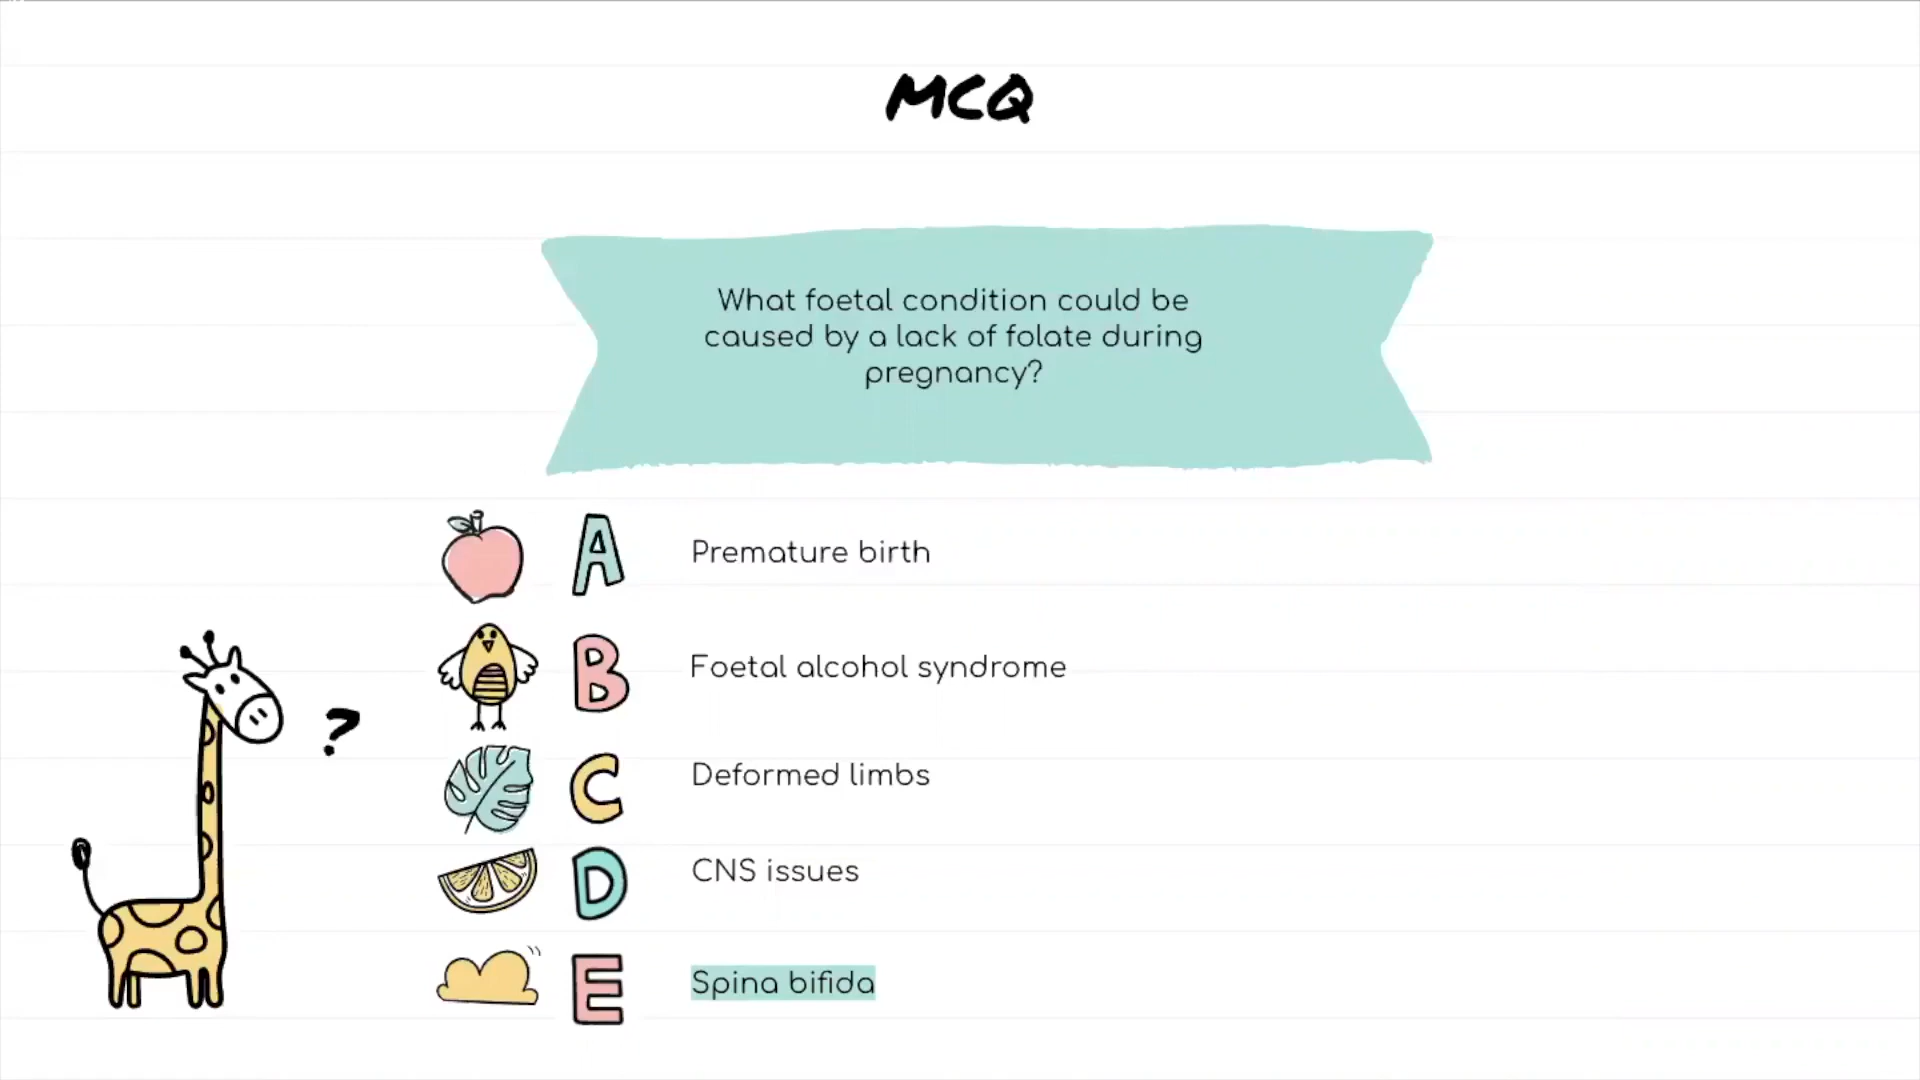 MCQ
What foetal condition could be
caused by a lack of folate during
pregnancy?
A Premature birth
B Foetal alcohol syndrome
?
C Deformed limbs
D CNS issues
E Spina bifida